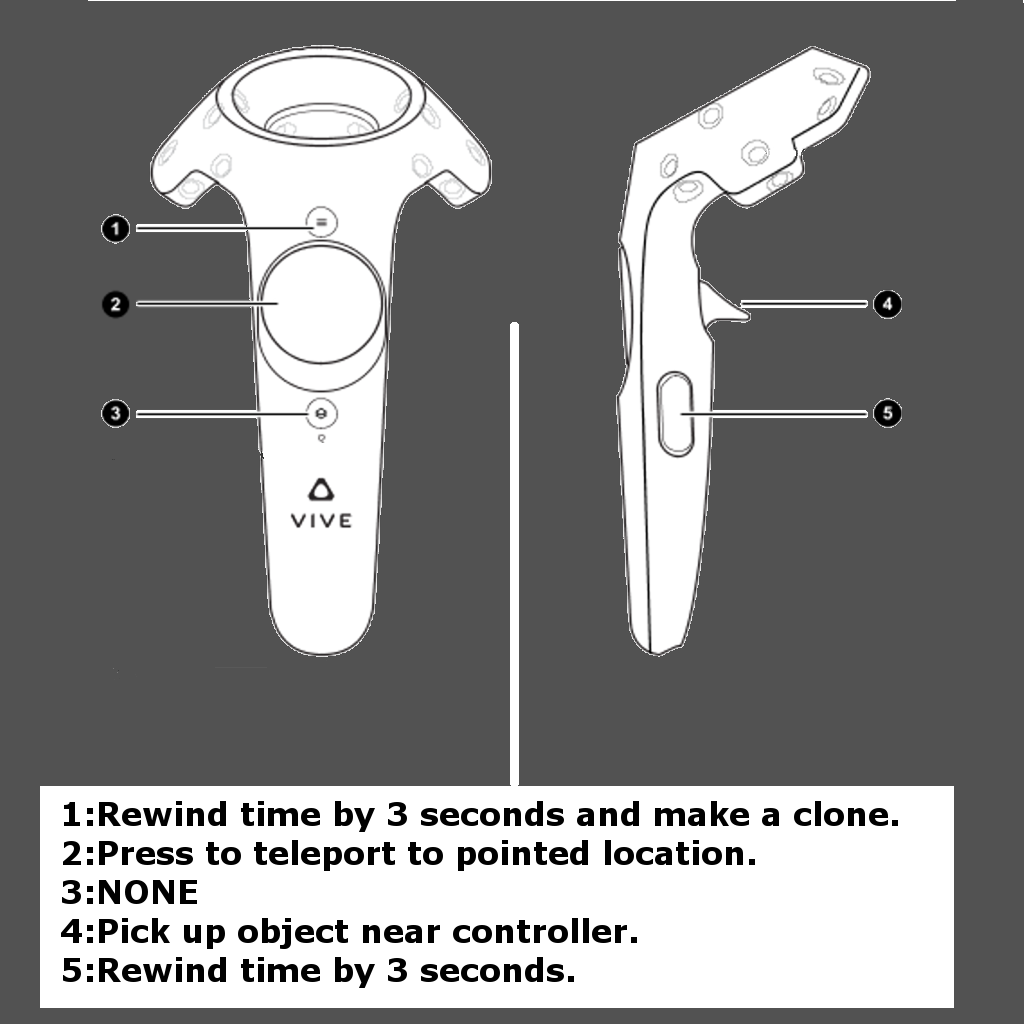 1
2
3
4
5
VIVE
1:Rewind time by 3 seconds and make a clone.
2:Press to teleport to pointed location.
3:NONE
4:Pick up object near controller.
5:Rewind time by 3 seconds.